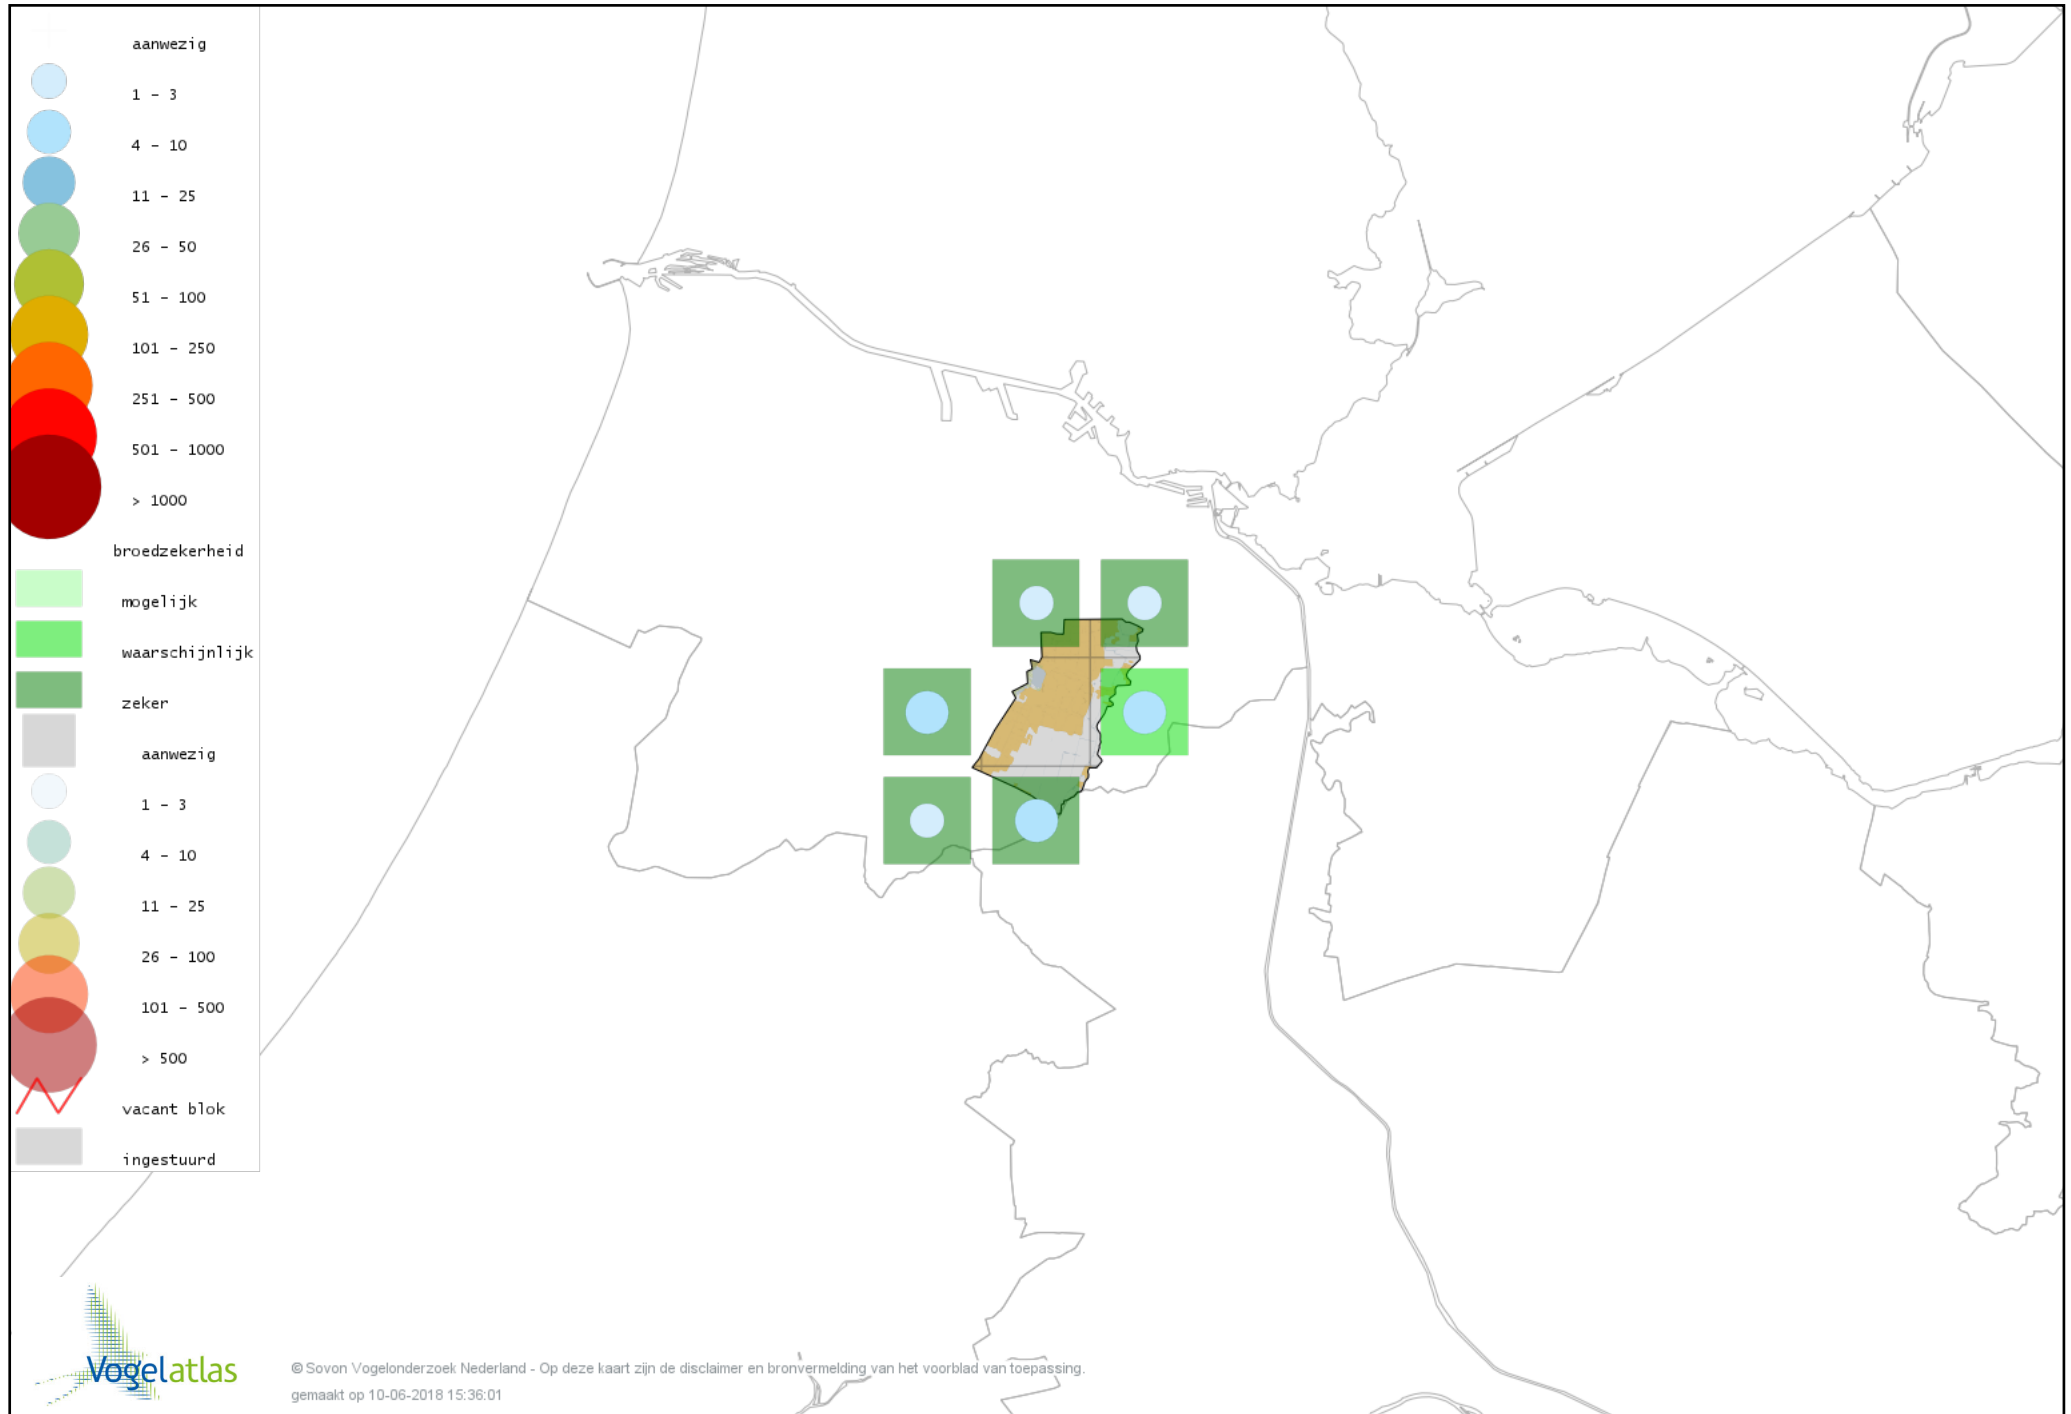 aanwezig
1 - 3
4 - 10
11 - 25
26 - 50
51 - 100
101 - 250
251 - 500
501 - 1000
> 1000
broedzekerheid
mogelijk
waarschijnlijk
zeker
aanwezig
1 - 3
4 - 10
11 - 25
26 - 100
101 - 500
> 500
vacant blok
ingestuurd
Vogelatlas
© Sovon Vogelonderzoek Nederland - Op deze kaart zijn de disclaimer en bronvermelding van het voorblad van toepassing.
gemaakt op 10-06-2018 15:36:01